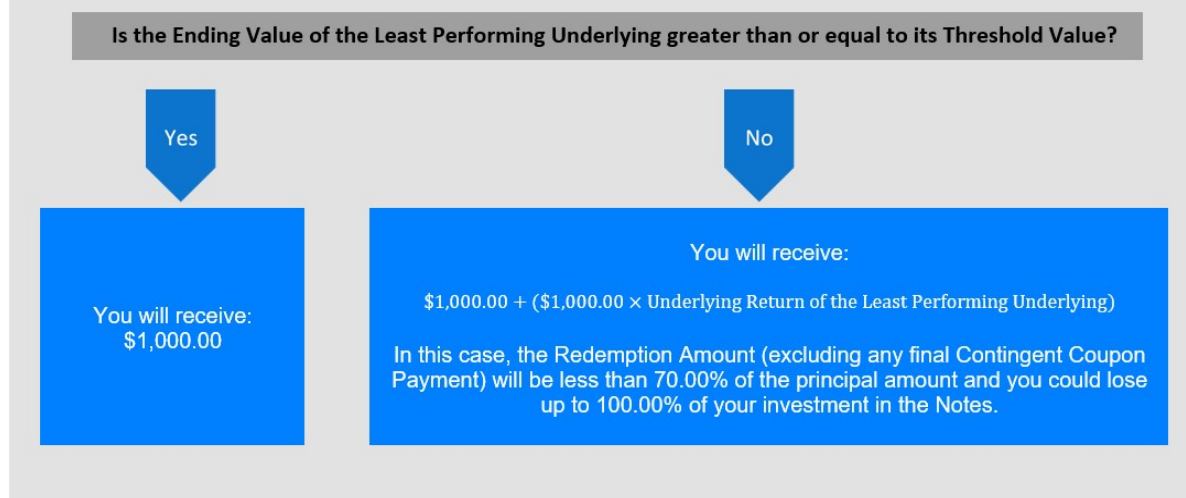 Is the Ending Value of the Least Performing Underlying greater than or equal to its Threshold Value?
Yes
No
You will receive:
$1,000.00
You will receive:
$1,000.00 + ($1,000.00 × Underlying Return of the Least Performing Underlying)
In this case, the Redemption Amount (excluding any final Contingent Coupon
Payment) will be less than 70.00% of the principal amount and you could lose
up to 100.00% of your investment in the Notes.